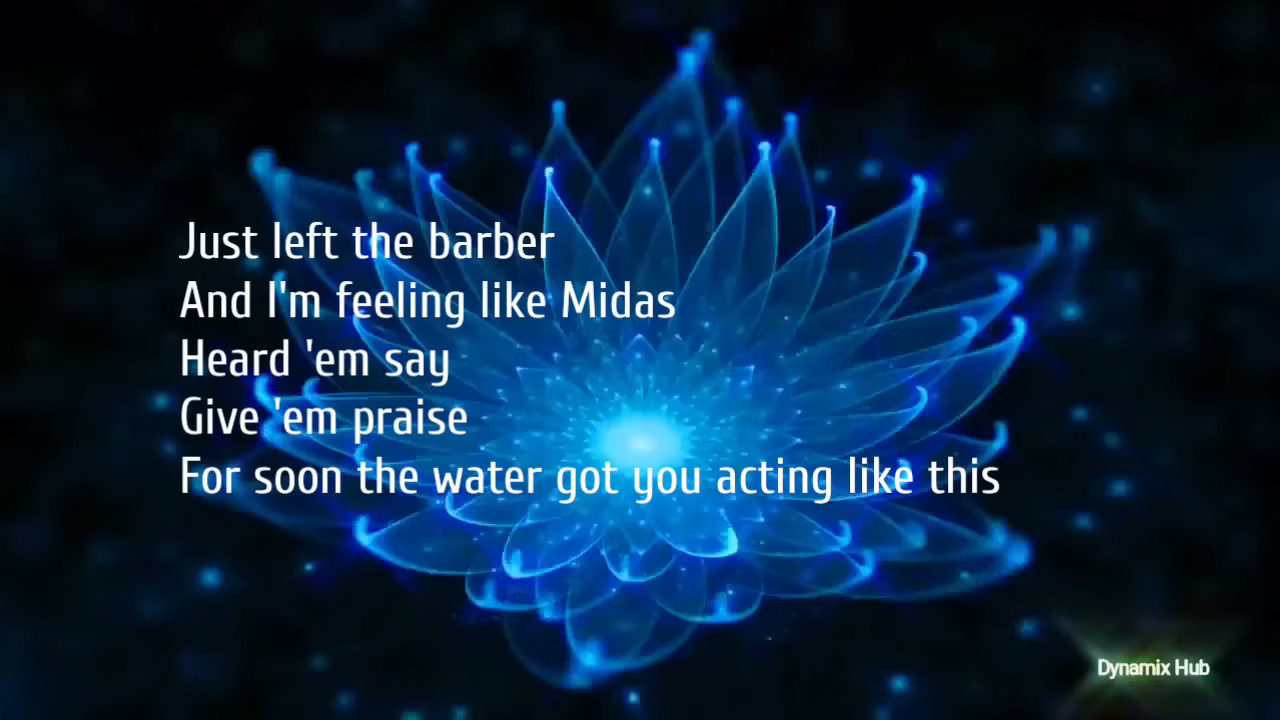 Just left the barber
And I'm feeling like Midas
Heard 'em say
Give 'em praise
For soon the water got you acting like this
Dynamix Hub